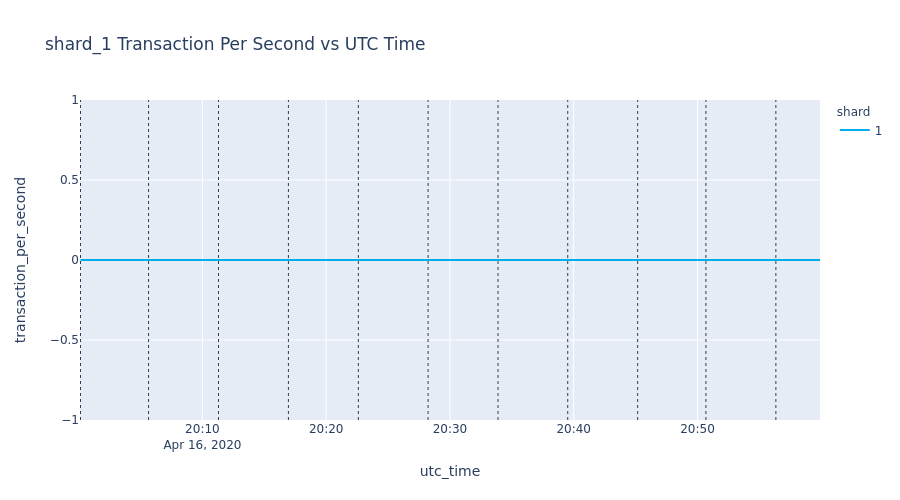 shard_1 Transaction Per Second vs UTC Time
shard
1
transaction_per_second
1
0.5
0
−0.5
−1
20:10
20:20
20:30
20:40
20:50
Apr 16, 2020
utc_time